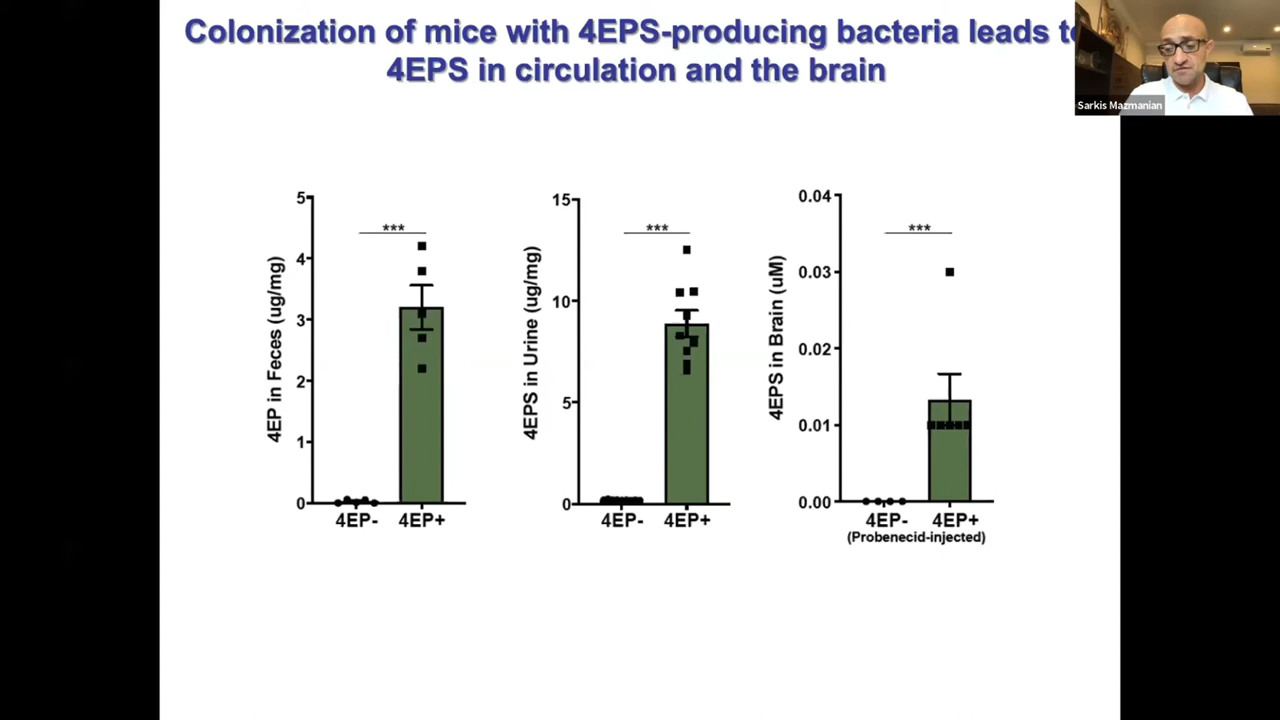 Colonization of mice with 4EPS-producing bacteria leads to
4EPS in circulation and the brain
Sarkis Mazmanian
4EP in Feces (ug/mg)
5
4
3
2
1
0
***
4EP- 4EP+
4EPS in Urine (ug/mg)
15
10
5
0
***
4EP- 4EP+
4EPS in Brain (uM)
0.04
0.03
0.02
0.01
0.00
***
4EP- 4EP+
(Probenecid-injected)